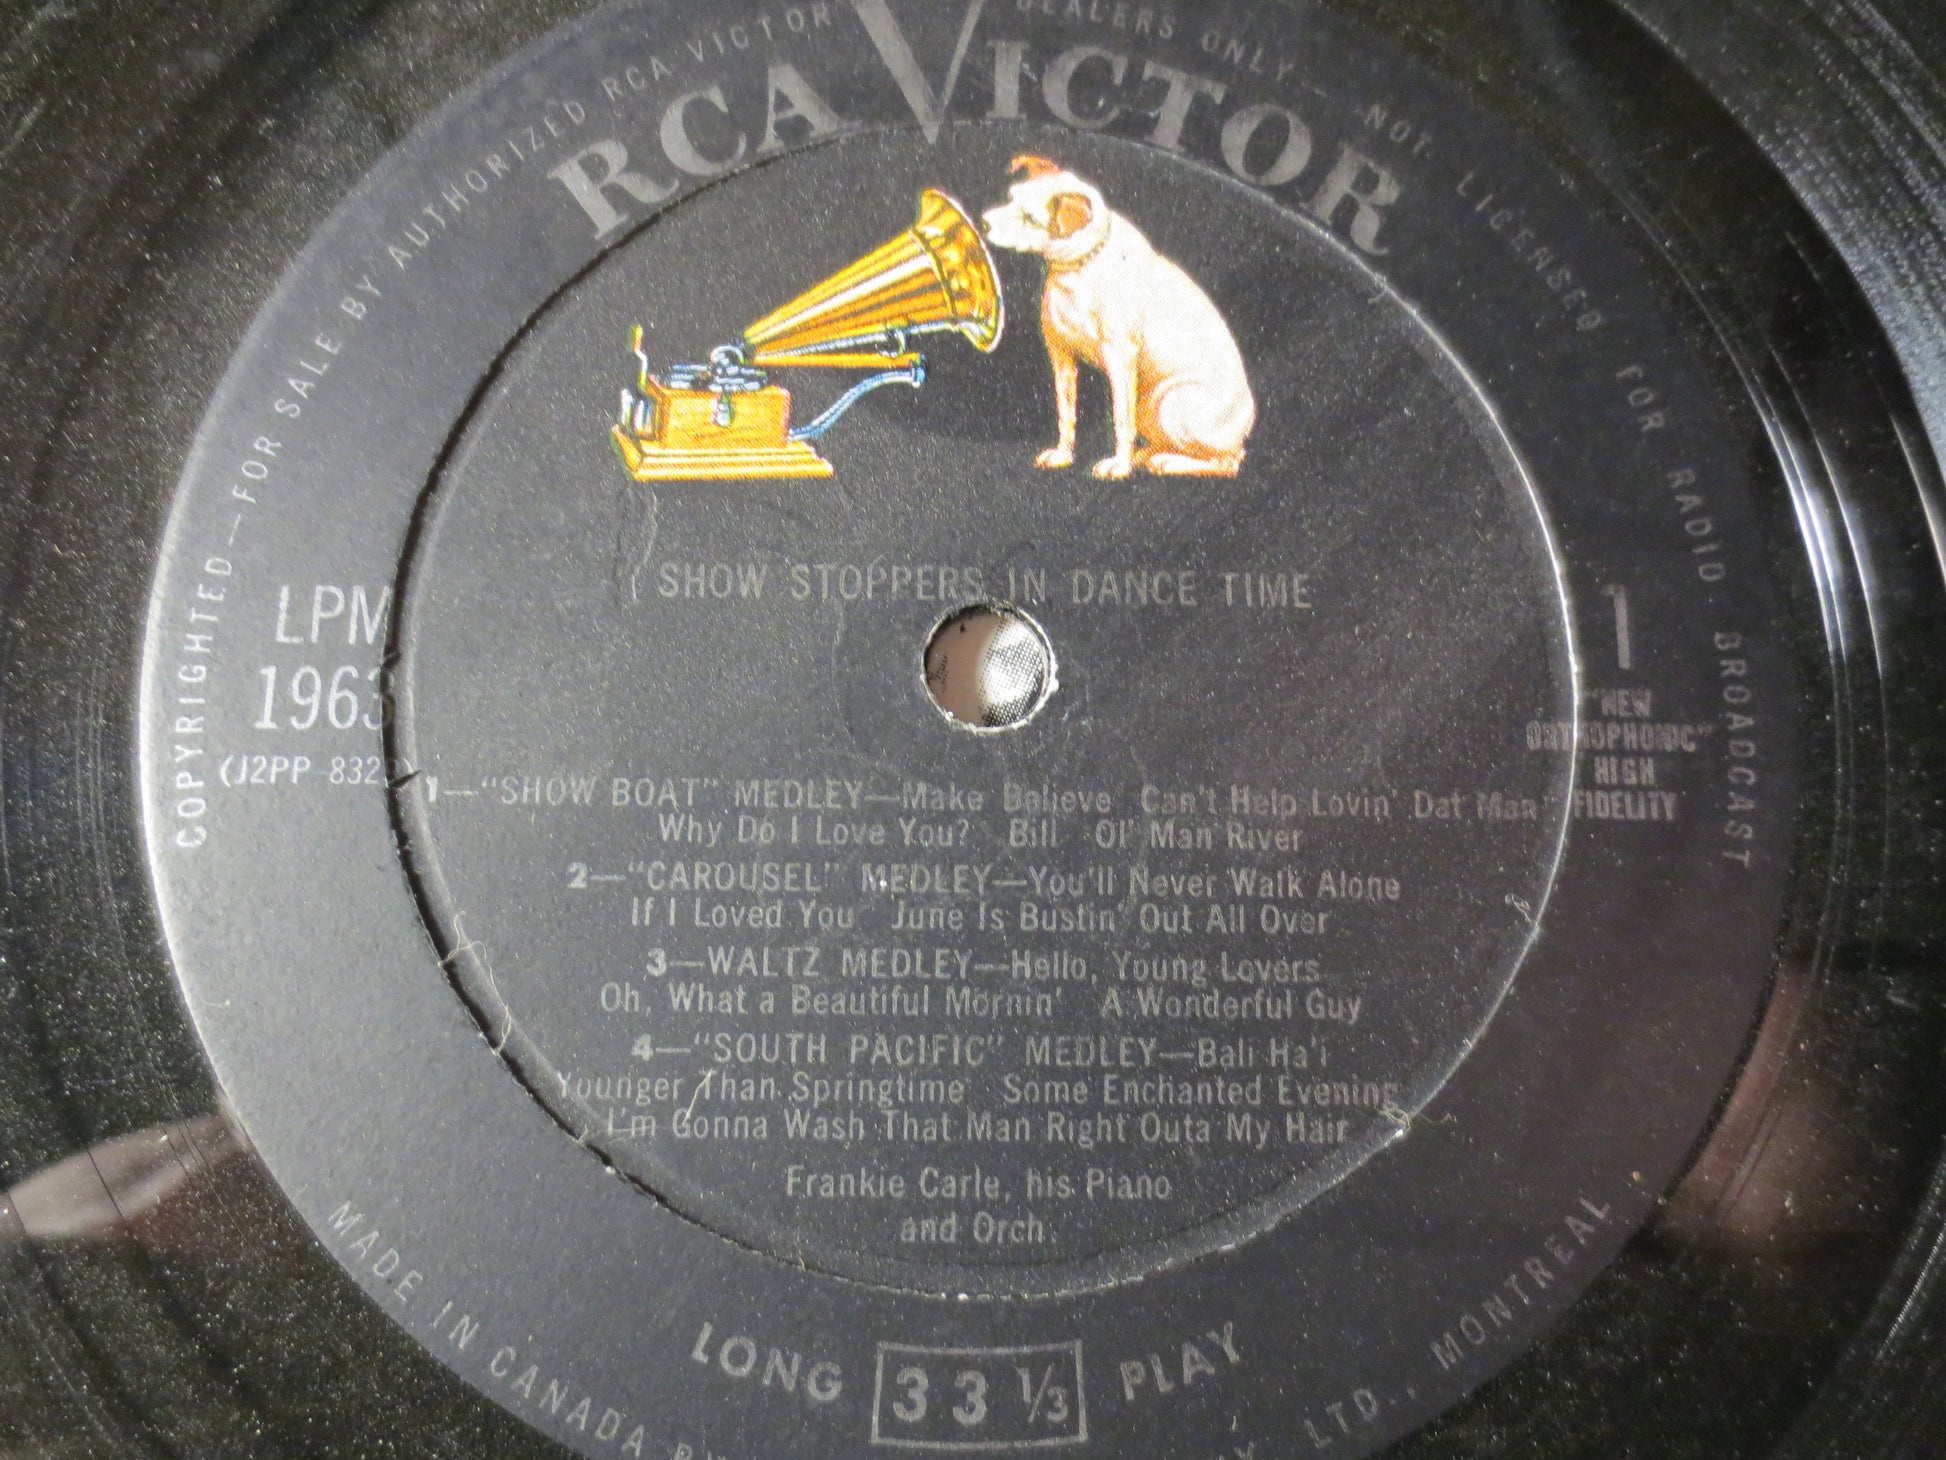 COPYRIGHTED—FOR SALE BY AUTHORIZED RCA VICTOR DEALERS ONLY— NOT LICENSED FOR RADIO BROADCAST
RCA VICTOR
SHOW STOPPERS IN DANCE TIME
LPM
1963
1
"NEW
ORTHOPHONIC"
HIGH
FIDELITY
1—"SHOW BOAT" MEDLEY—Make Believe Can't Help Lovin' Dat Man
Why Do I Love You? Bill Ol' Man River
2—"CAROUSEL" MEDLEY—You'll Never Walk Alone
If I Loved You June Is Bustin' Out All Over
3—WALTZ MEDLEY—Hello, Young Lovers
Oh, What a Beautiful Mornin' A Wonderful Guy
4—"SOUTH PACIFIC" MEDLEY—Bali Ha'i
Younger Than Springtime Some Enchanted Evening
I'm Gonna Wash That Man Right Outa My Hair
Frankie Carle, his Piano
and Orch.
LONG 33 1/3 PLAY
MADE IN CANADA LTD., MONTREAL